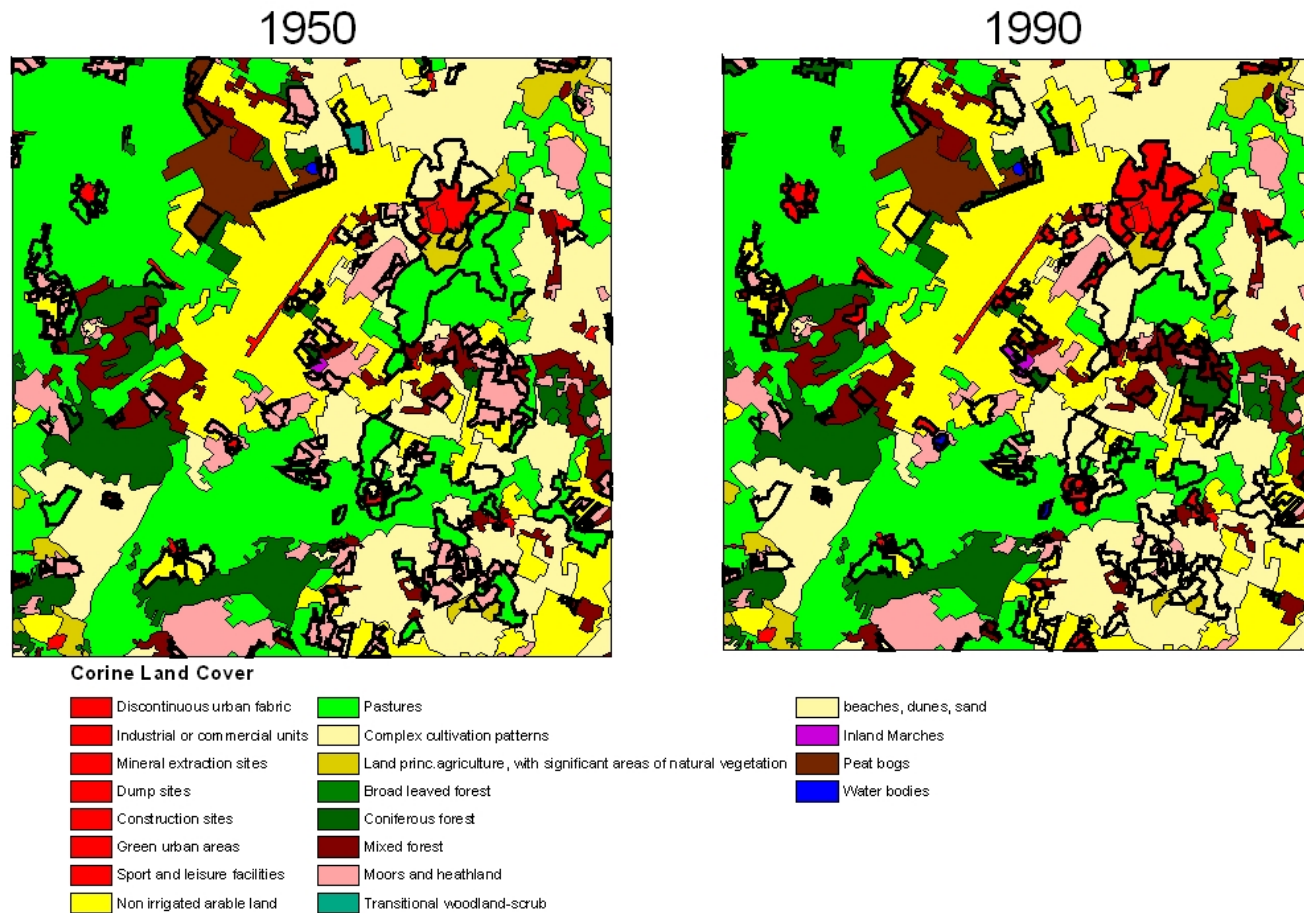 1950
1990
Corine Land Cover
Discontinuous urban fabric
Industrial or commercial units
Mineral extraction sites
Dump sites
Construction sites
Green urban areas
Sport and leisure facilities
Non irrigated arable land
Pastures
Complex cultivation patterns
Land princ.agriculture, with significant areas of natural vegetation
Broad leaved forest
Coniferous forest
Mixed forest
Moors and heathland
Transitional woodland-scrub
beaches, dunes, sand
Inland Marches
Peat bogs
Water bodies